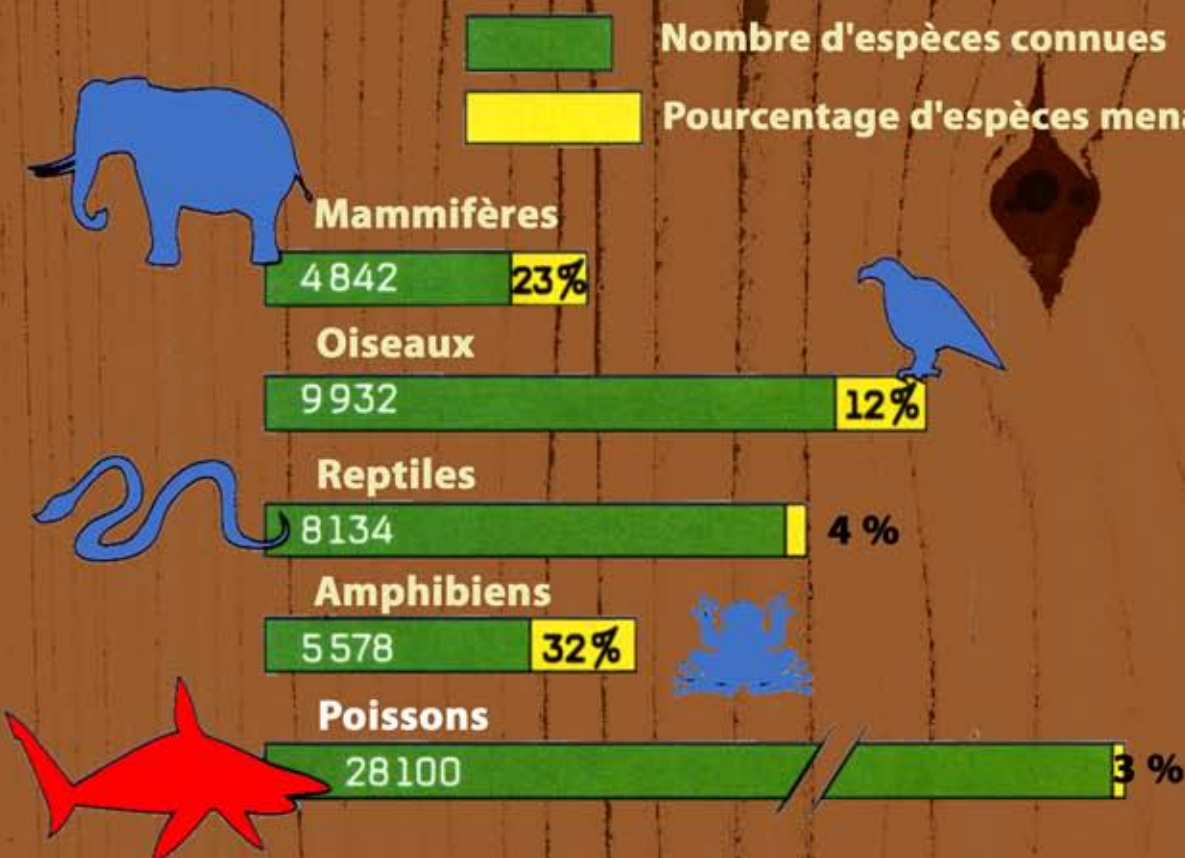 Nombre d'espèces connues
Pourcentage d'espèces
Mammifères
4842 23%
Oiseaux
9932 12%
Reptiles
8134 4 %
Amphibiens
5578 32%
Poissons
28100 3 %